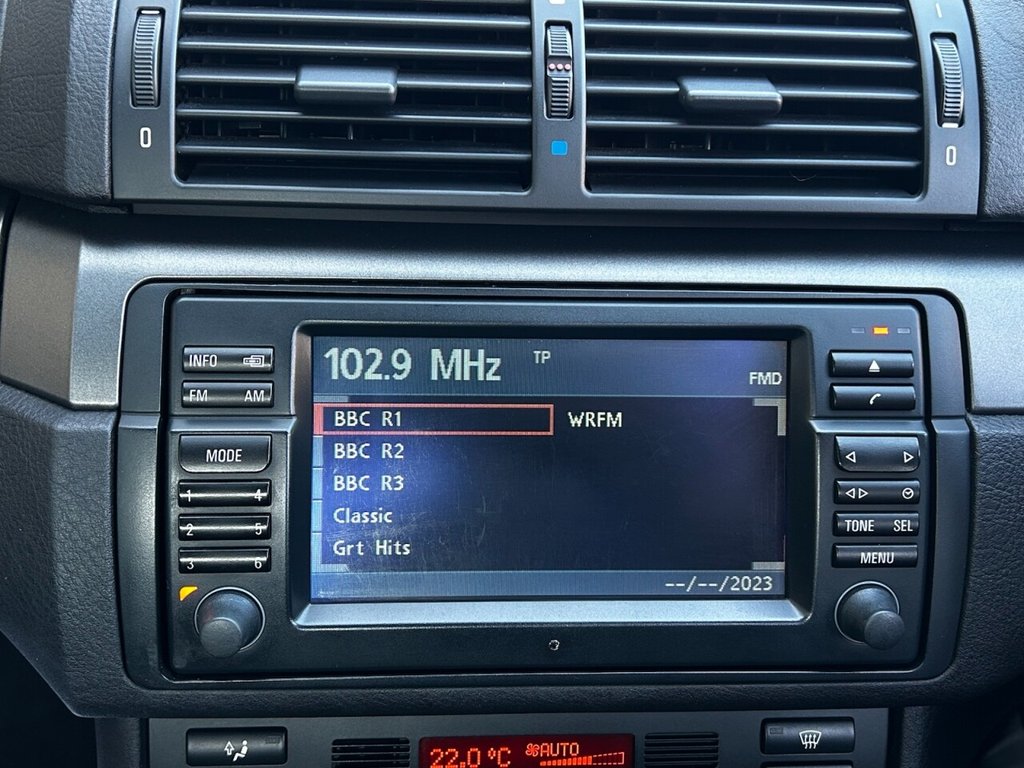 0
0
102.9 MHz TP
FMD
BBC R1 WRFM
BBC R2
BBC R3
Classic
Grt Hits
--/--/2023
INFO
FM AM
MODE
1 4
2 5
3 6
TONE SEL
MENU
22.0 °C AUTO